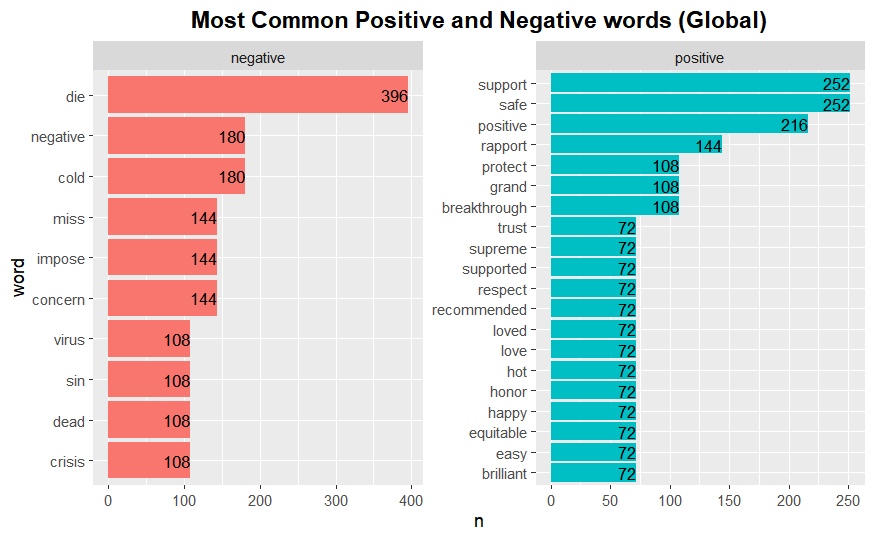 Most Common Positive and Negative words (Global)
negative
positive
word
die 396
negative 180
cold 180
miss 144
impose 144
concern 144
virus 108
sin 108
dead 108
crisis 108
0 100 200 300 400
support 252
safe 252
positive 216
rapport 144
protect 108
grand 108
breakthrough 108
trust 72
supreme 72
supported 72
respect 72
recommended 72
loved 72
love 72
hot 72
honor 72
happy 72
equitable 72
easy 72
brilliant 72
0 50 100 150 200 250
n